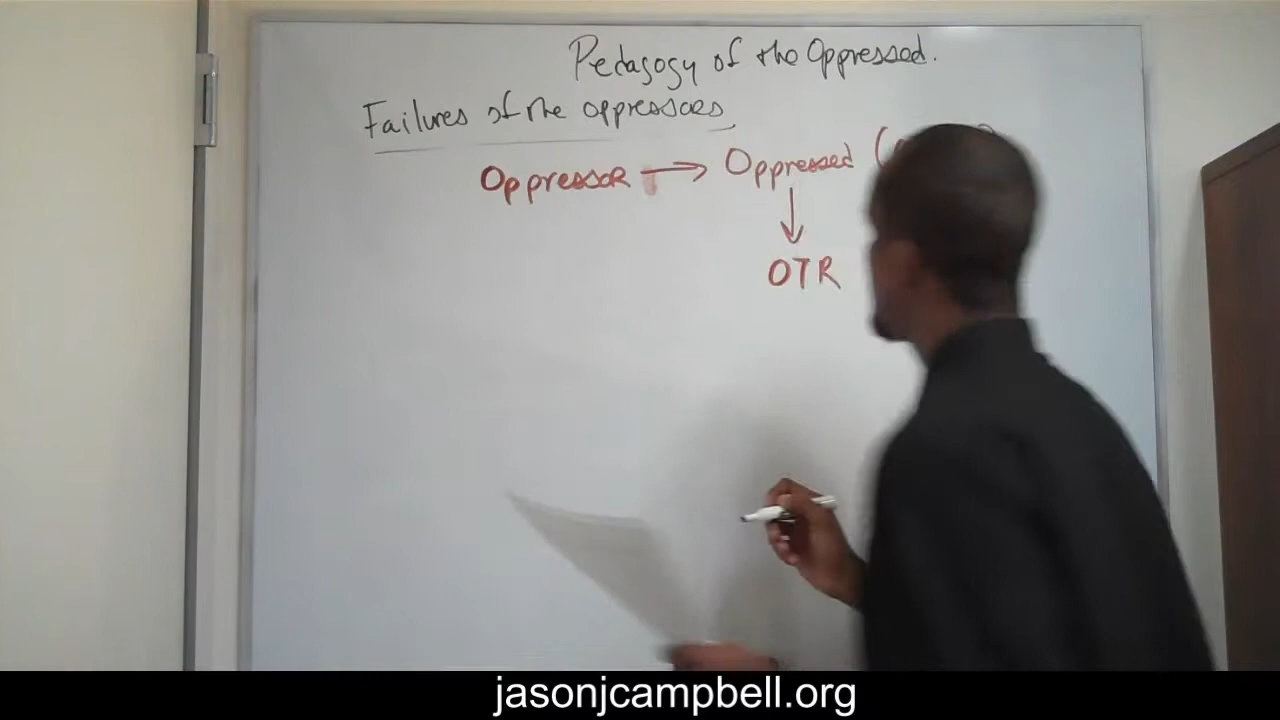 Pedagogy of the Oppressed.
Failures of the oppressors
Oppressor → Oppressed (
OTR
jasonjcampbell.org